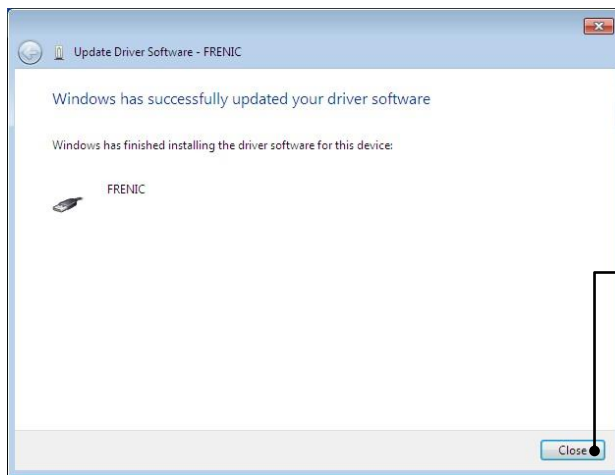 Update Driver Software - FRENIC
Windows has successfully updated your driver software
Windows has finished installing the driver software for this device:
FRENIC
Close